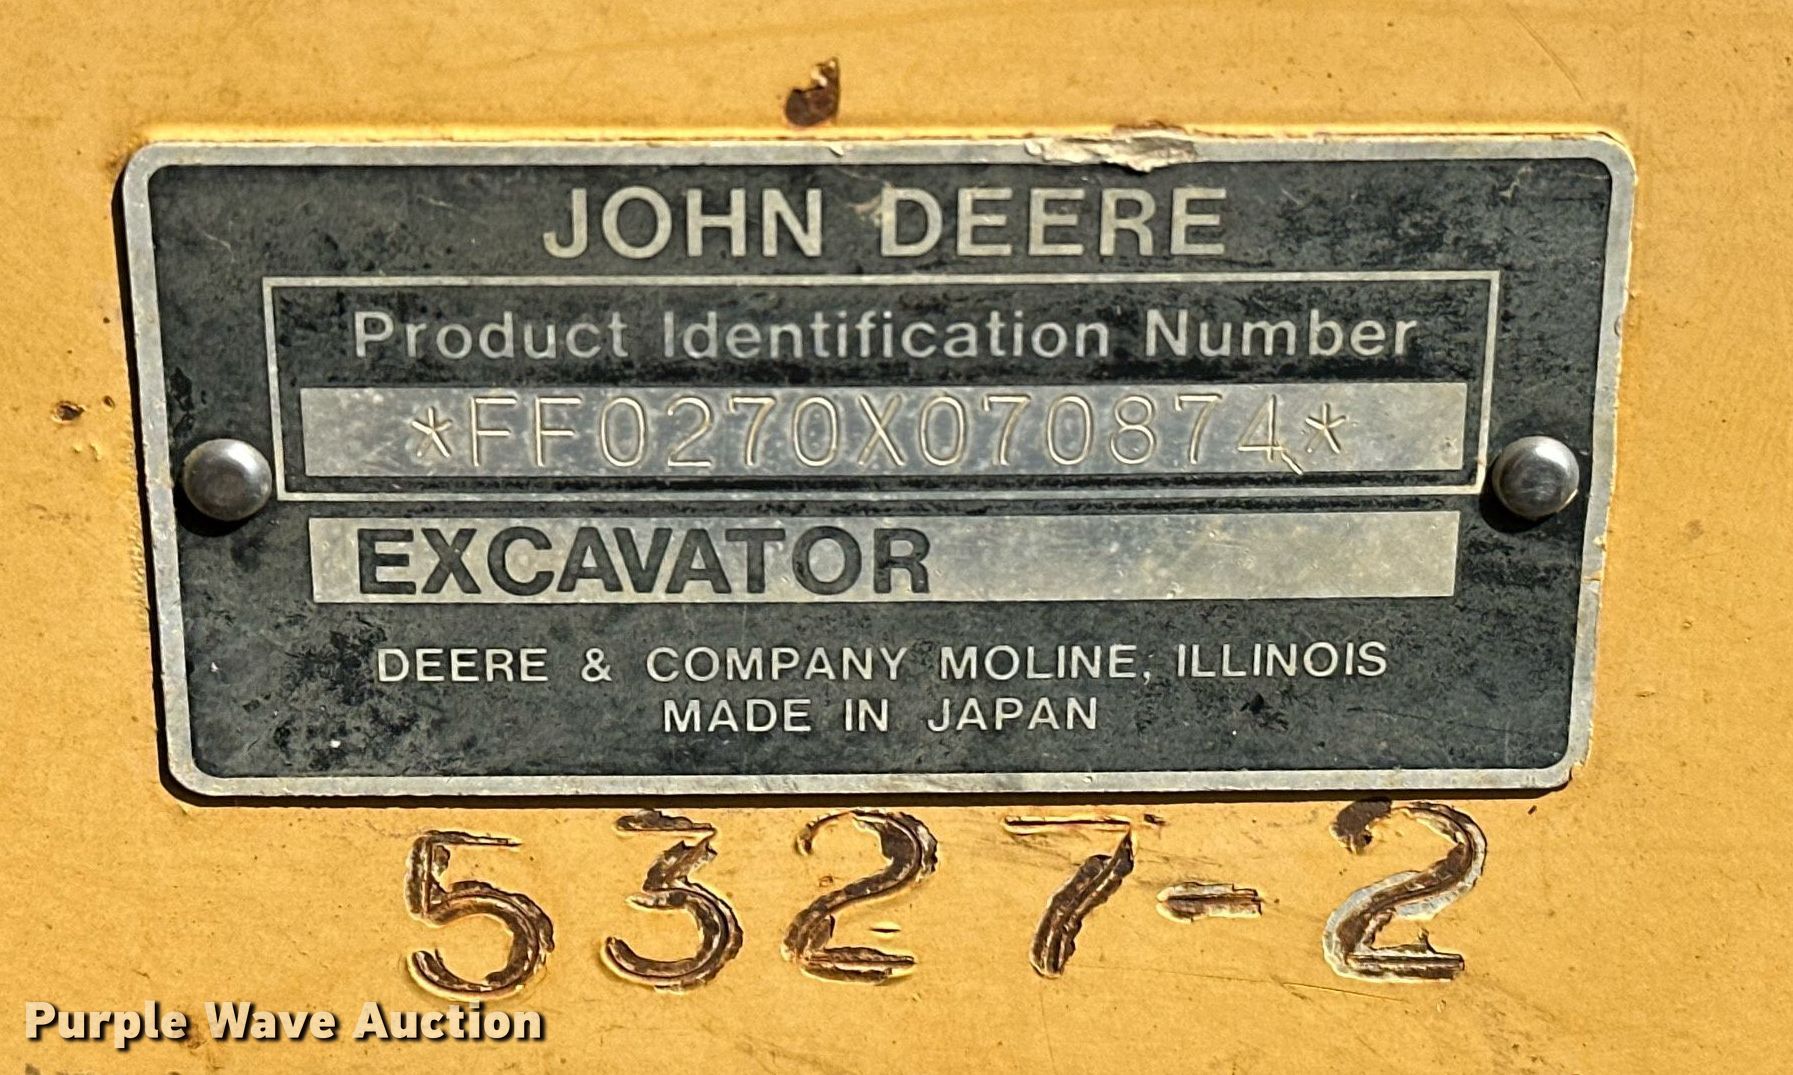 JOHN DEERE
Product Identification Number
*FF0270X070874*
EXCAVATOR
DEERE & COMPANY MOLINE, ILLINOIS
MADE IN JAPAN
5327-2
Purple Wave Auction